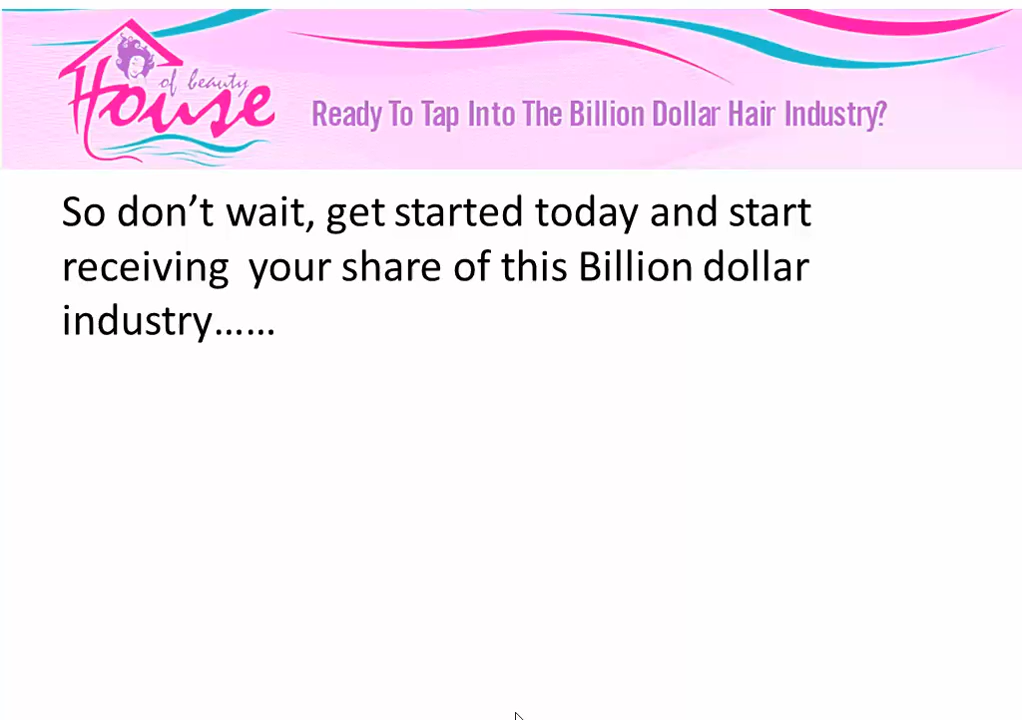 House of beauty
Ready To Tap Into The Billion Dollar Hair Industry?
So don’t wait, get started today and start
receiving  your share of this Billion dollar
industry……